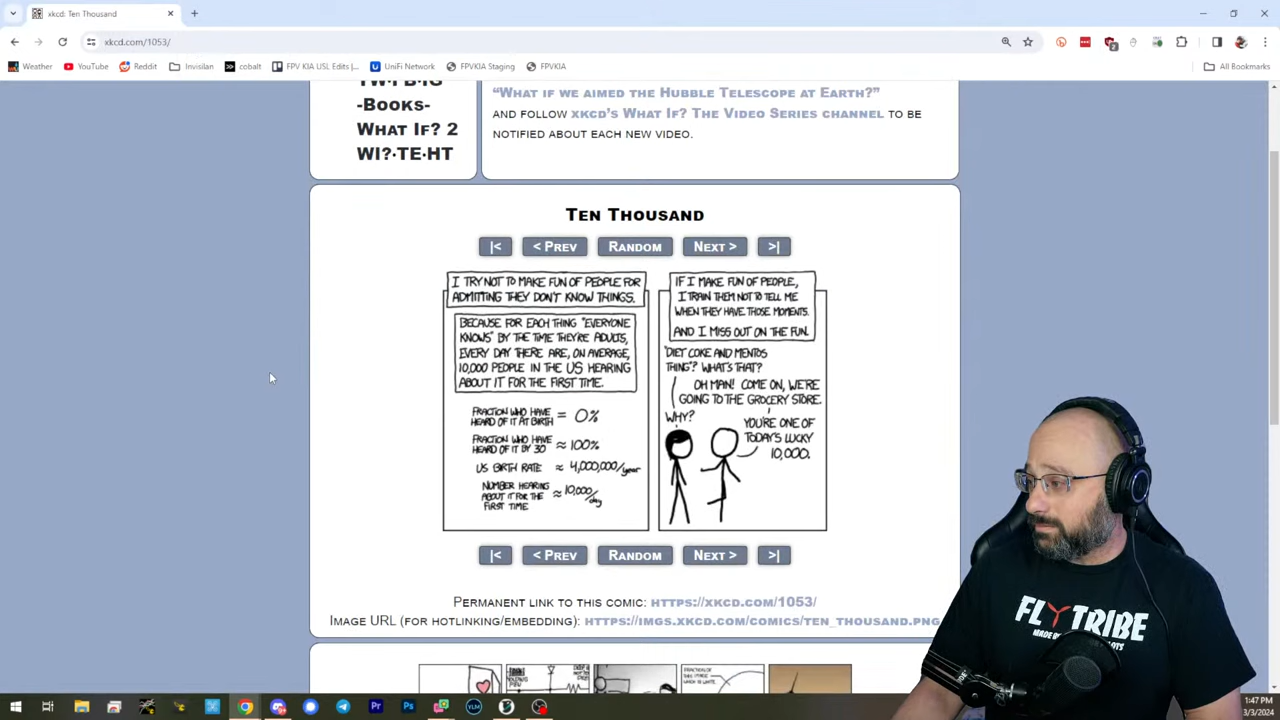 xkcd: Ten Thousand
xkcd.com/1053/
Weather YouTube Reddit Invisilan cobalt FPV KIA USL Edits |... UniFi Network FPVKIA Staging FPVKIA All Bookmarks
-Books-
What If? 2
WI?·TE·HT
“What if we aimed the Hubble Telescope at Earth?”
and follow xkcd’s What If? The Video Series channel to be
notified about each new video.
Ten Thousand
|< < Prev Random Next > >|
I TRY NOT TO MAKE FUN OF PEOPLE FOR
ADMITTING THEY DON'T KNOW THINGS.
BECAUSE FOR EACH THING "EVERYONE
KNOWS" BY THE TIME THEY'RE ADULTS,
EVERY DAY THERE ARE, ON AVERAGE,
10,000 PEOPLE IN THE US HEARING
ABOUT IT FOR THE FIRST TIME.
FRACTION WHO HAVE
HEARD OF IT AT BIRTH = 0%
FRACTION WHO HAVE
HEARD OF IT BY 30 ≈ 100%
US BIRTH RATE ≈ 4,000,000/year
NUMBER HEARING
ABOUT IT FOR THE
FIRST TIME ≈ 10,000/day
IF I MAKE FUN OF PEOPLE,
I TRAIN THEM NOT TO TELL ME
WHEN THEY HAVE THOSE MOMENTS.
AND I MISS OUT ON THE FUN.
"DIET COKE AND MENTOS
THING"? WHAT'S THAT?
OH MAN! COME ON, WE'RE
GOING TO THE GROCERY STORE.
WHY?
YOU'RE ONE OF
TODAY'S LUCKY
10,000.
|< < Prev Random Next > >|
Permanent link to this comic: https://xkcd.com/1053/
Image URL (for hotlinking/embedding): https://imgs.xkcd.com/comics/ten_thousand.png
FLYTRIBE
1:47 PM
3/3/2024